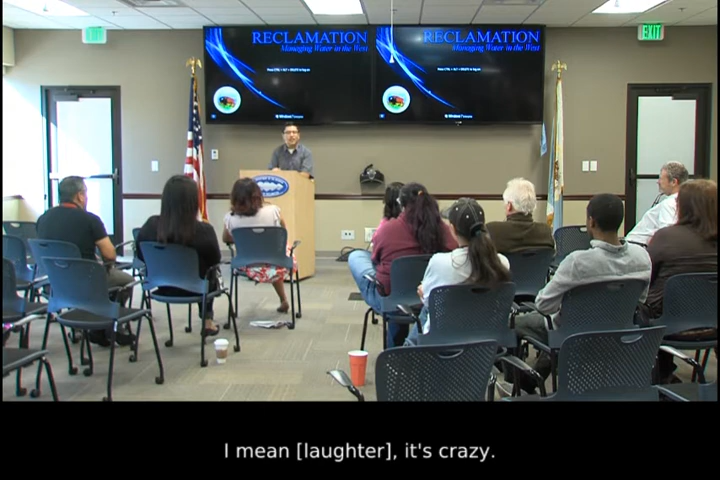 EXIT
EXIT
RECLAMATION
Managing Water in the West
RECLAMATION
Managing Water in the West
I mean [laughter], it's crazy.